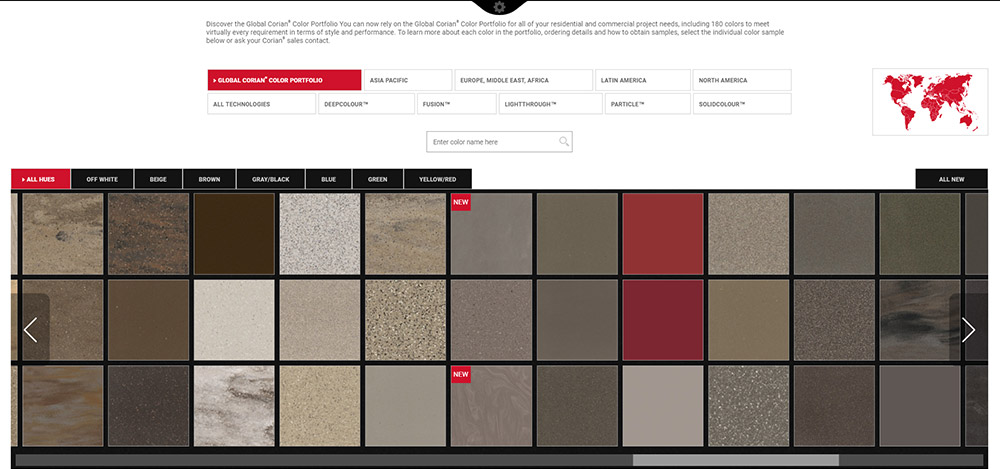 Discover the Global Corian® Color Portfolio You can now rely on the Global Corian® Color Portfolio for all of your residential and commercial project needs, including 180 colors to meet
virtually every requirement in terms of style and performance. To learn more about each color in the portfolio, ordering details and how to obtain samples, select the individual color sample
below or ask your Corian® sales contact.
GLOBAL CORIAN® COLOR PORTFOLIO
ASIA PACIFIC
EUROPE, MIDDLE EAST, AFRICA
LATIN AMERICA
NORTH AMERICA
ALL TECHNOLOGIES
DEEPCOLOUR™
FUSION™
LIGHTTHROUGH™
PARTICLE™
SOLIDCOLOUR™
Enter color name here
ALL HUES
OFF WHITE
BEIGE
BROWN
GRAY/BLACK
BLUE
GREEN
YELLOW/RED
ALL NEW
NEW
NEW